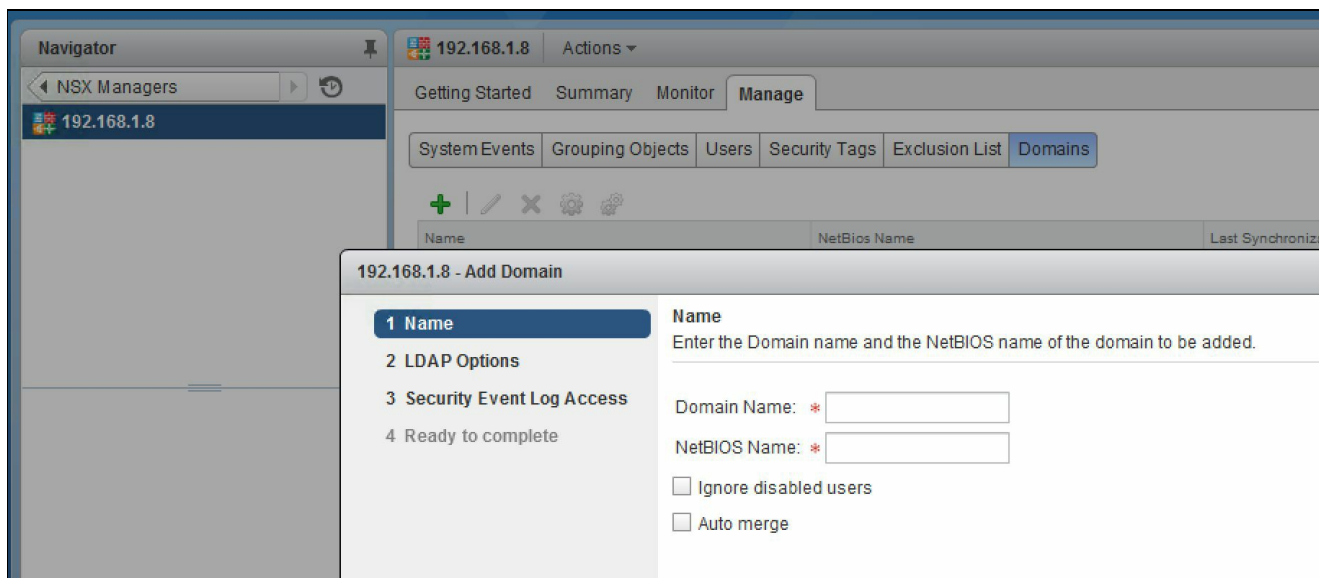 Navigator
192.168.1.8 Actions
NSX Managers
Getting Started Summary Monitor Manage
192.168.1.8
System Events Grouping Objects Users Security Tags Exclusion List Domains
Name NetBios Name Last Synchroniz
192.168.1.8 - Add Domain
1 Name
2 LDAP Options
3 Security Event Log Access
4 Ready to complete
Name
Enter the Domain name and the NetBIOS name of the domain to be added.
Domain Name: *
NetBIOS Name: *
Ignore disabled users
Auto merge